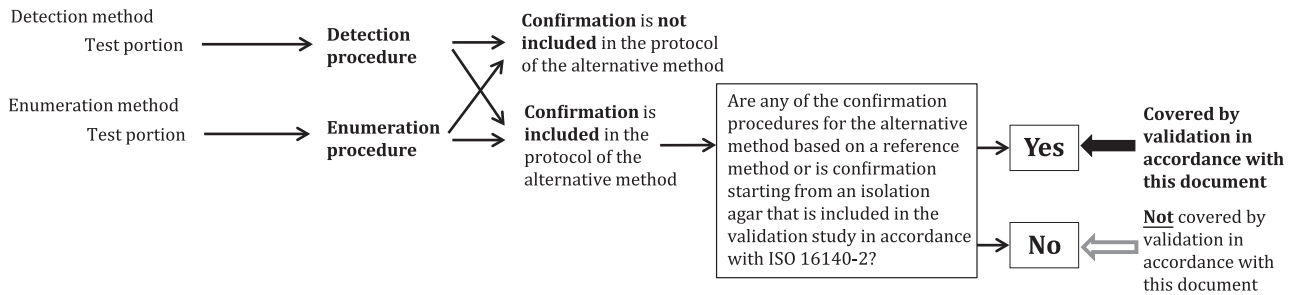 Detection method
Test portion
Detection
procedure
Enumeration method
Test portion
Enumeration
procedure
Confirmation is not
included in the protocol
of the alternative method
Confirmation is
included in the
protocol of the
alternative method
Are any of the confirmation
procedures for the alternative
method based on a reference
method or is confirmation
starting from an isolation
agar that is included in the
validation study in accordance
with ISO 16140-2?
Yes
No
Covered by
validation in
accordance with
this document
Not covered by
validation in
accordance with
this document